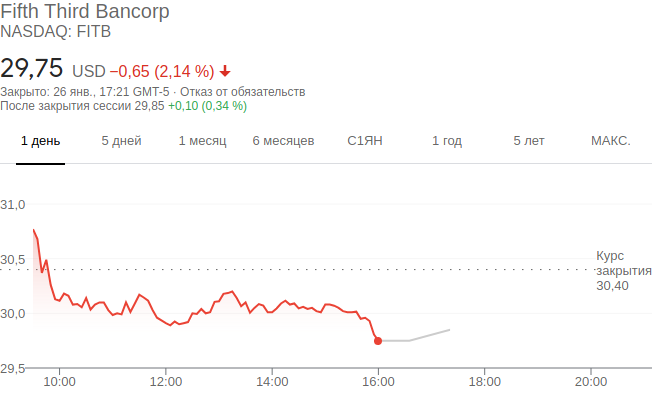 Fifth Third Bancorp
NASDAQ: FITB
29,75 USD −0,65 (2,14 %)
Закрыто: 26 янв., 17:21 GMT-5 · Отказ от обязательств
После закрытия сессии 29,85 +0,10 (0,34 %)
1 день 5 дней 1 месяц 6 месяцев С1ЯН 1 год 5 лет МАКС.
31,0
30,5
Курс
закрытия
30,40
30,0
29,5
10:00 12:00 14:00 16:00 18:00 20:00